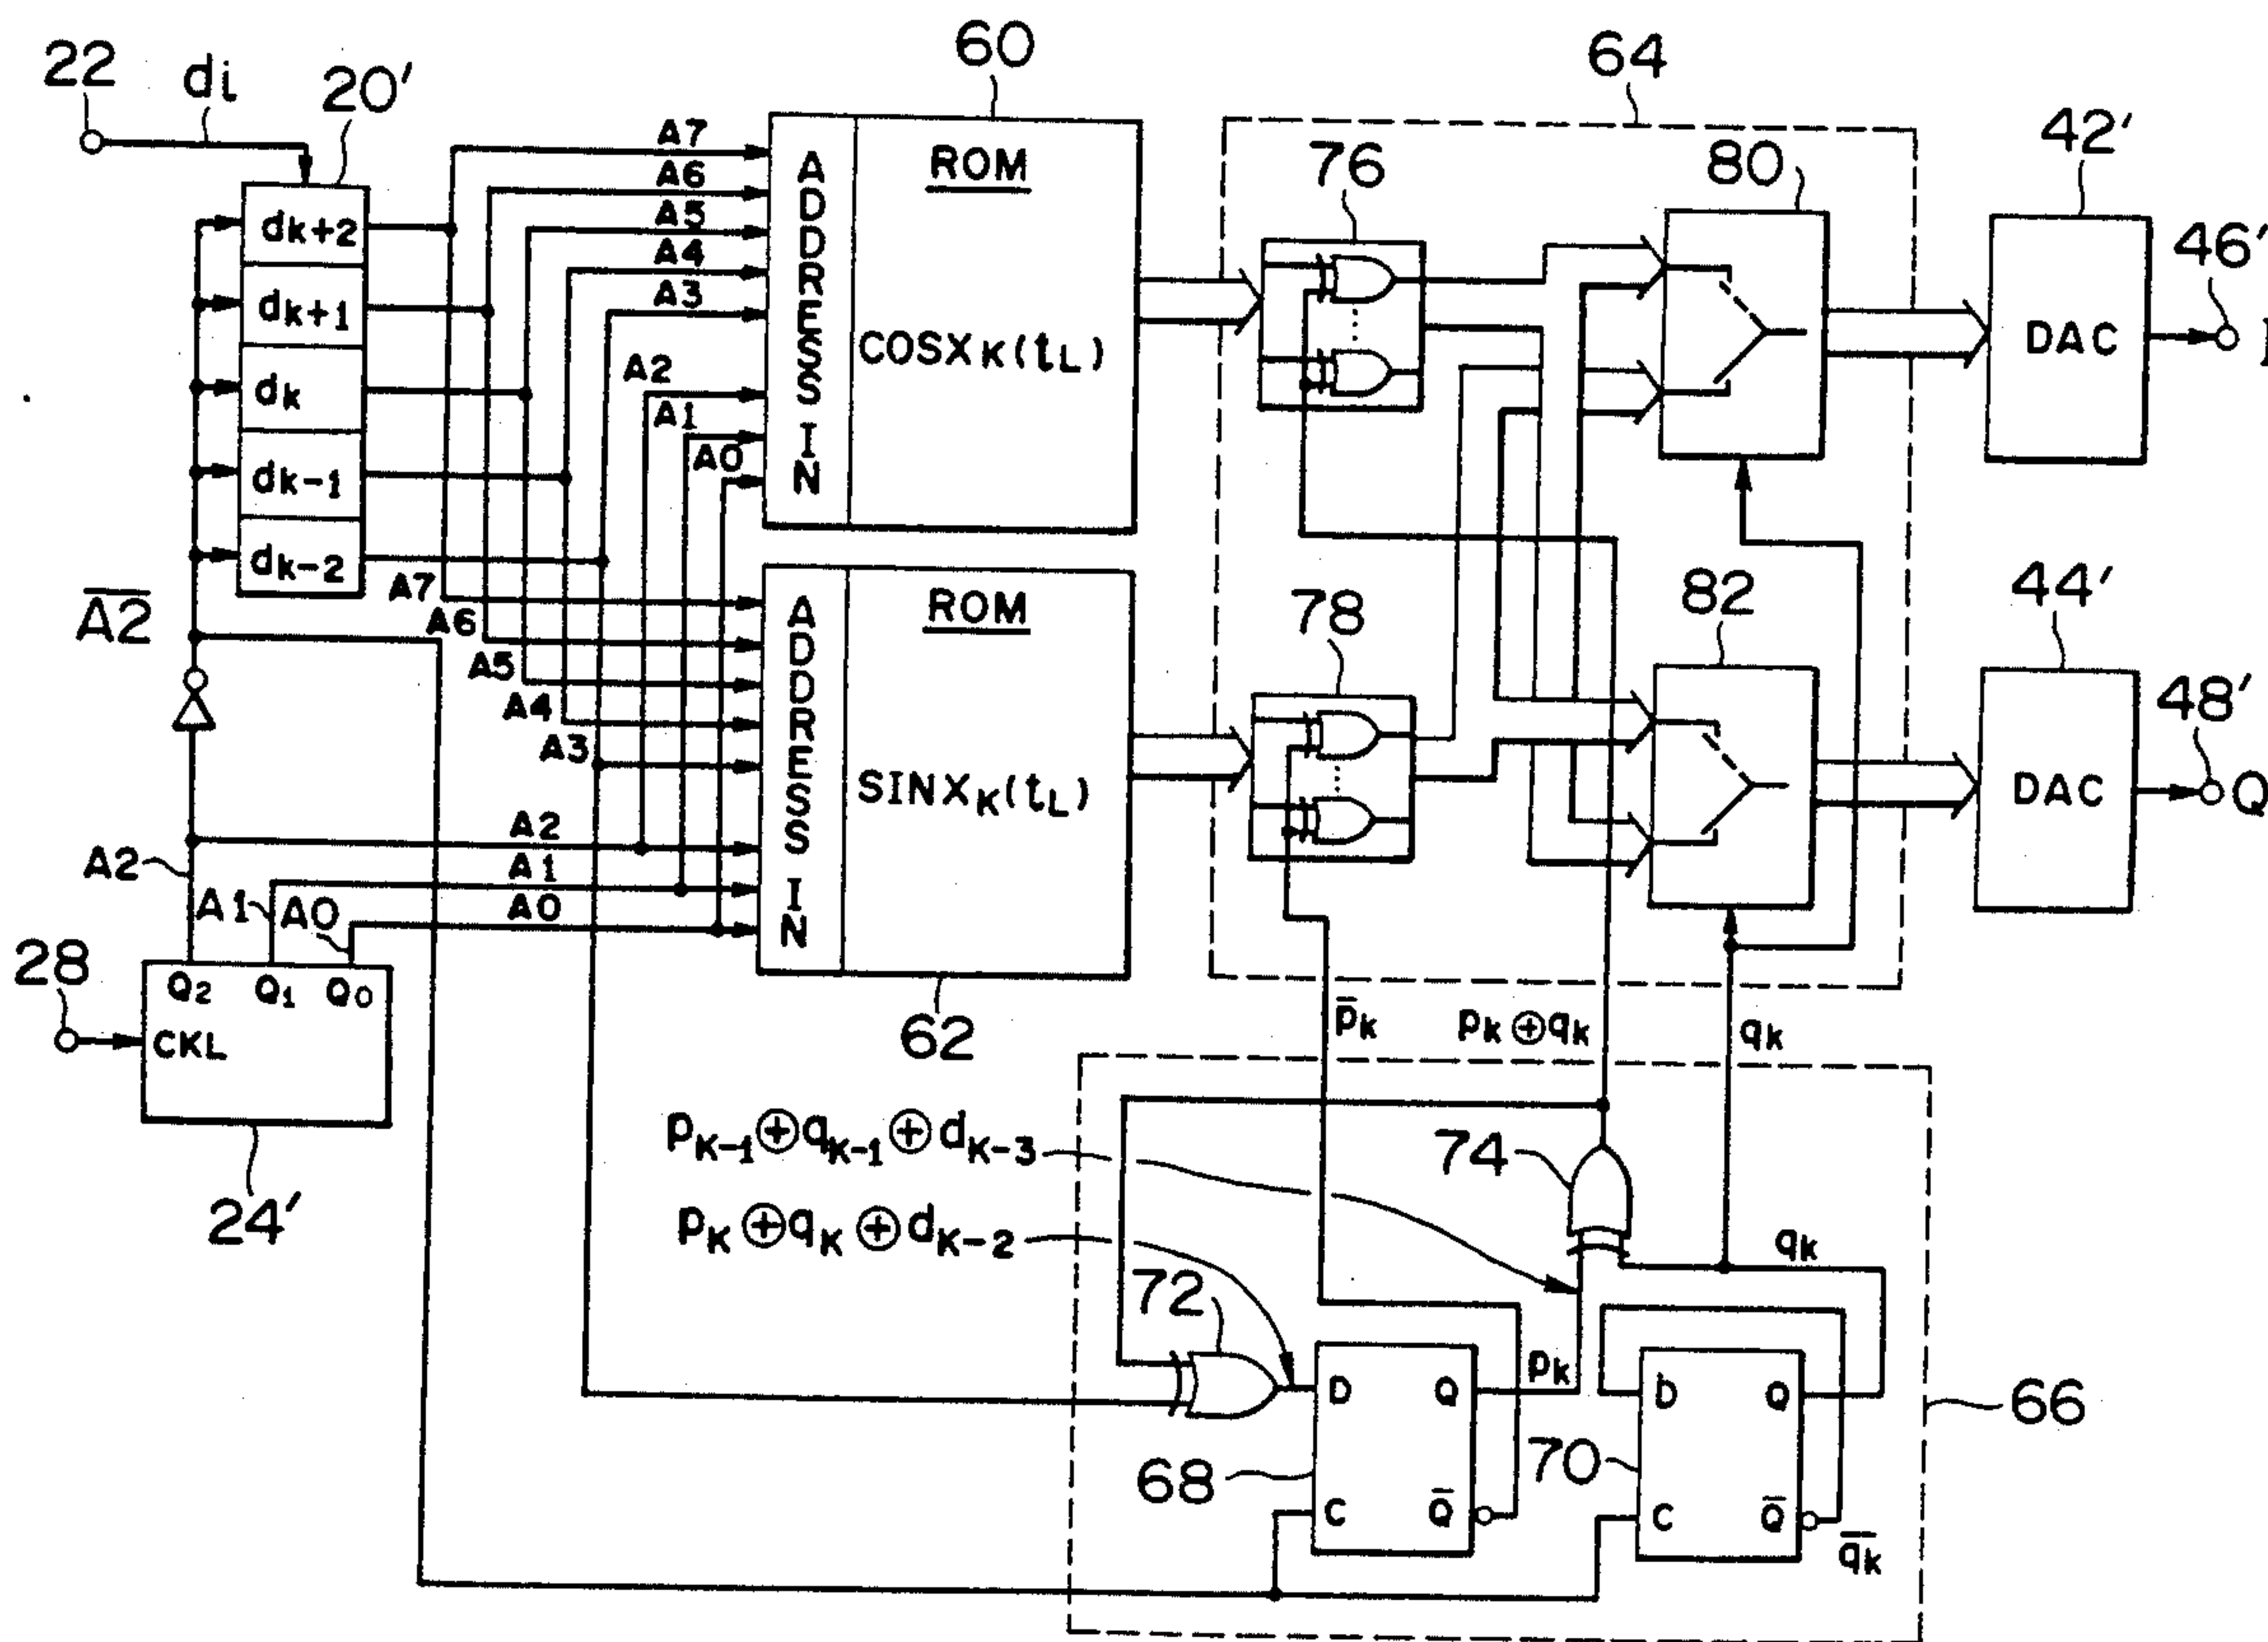 22
di
20'
60
64
A7
A6
A5
A4
A3
A2
A1
A0
ADDRESS IN
ROM
COSXK(tL)
76
80
42'
46'
DAC
dk+2
dk+1
dk
dk-1
dk-2
A2
A7
A6
A5
A4
A3
ADDRESS IN
ROM
SINXK(tL)
78
82
44'
48'
DAC
Q
A2
A1
A0
A2
A1
A0
28
Q2 Q1 Q0
CKL
24'
62
p̄k
pk⊕qk
qk
pK-1⊕qK-1⊕dK-3
74
pK⊕qK⊕dK-2
qk
72
pk
D Q
C Q̄
68
70
D Q
C Q̄
q̄k
66